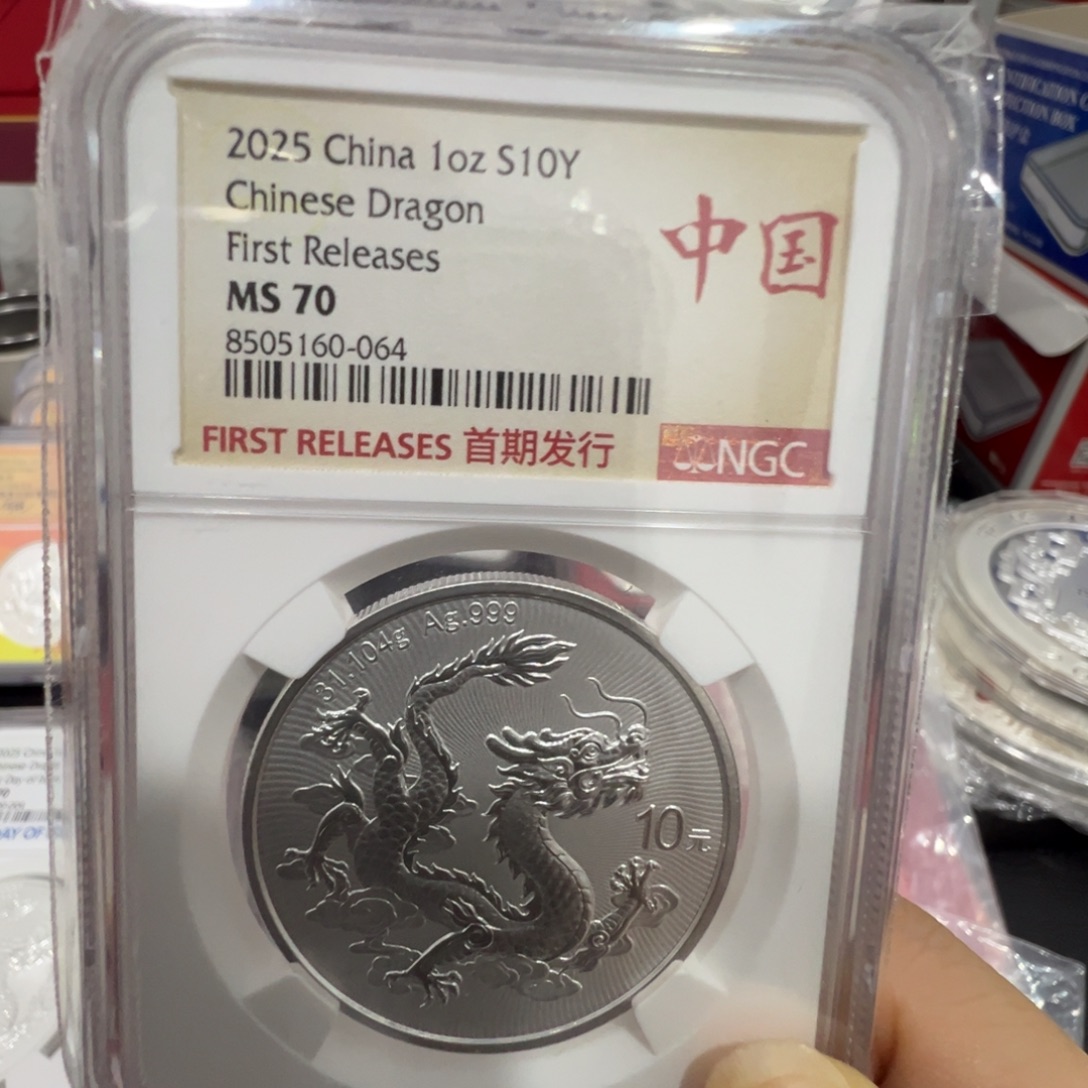 2025 China 1oz S10Y
Chinese Dragon
First Releases
MS 70
8505160-064
中国
FIRST RELEASES 首期发行
NGC
31.104g Ag.999
10元